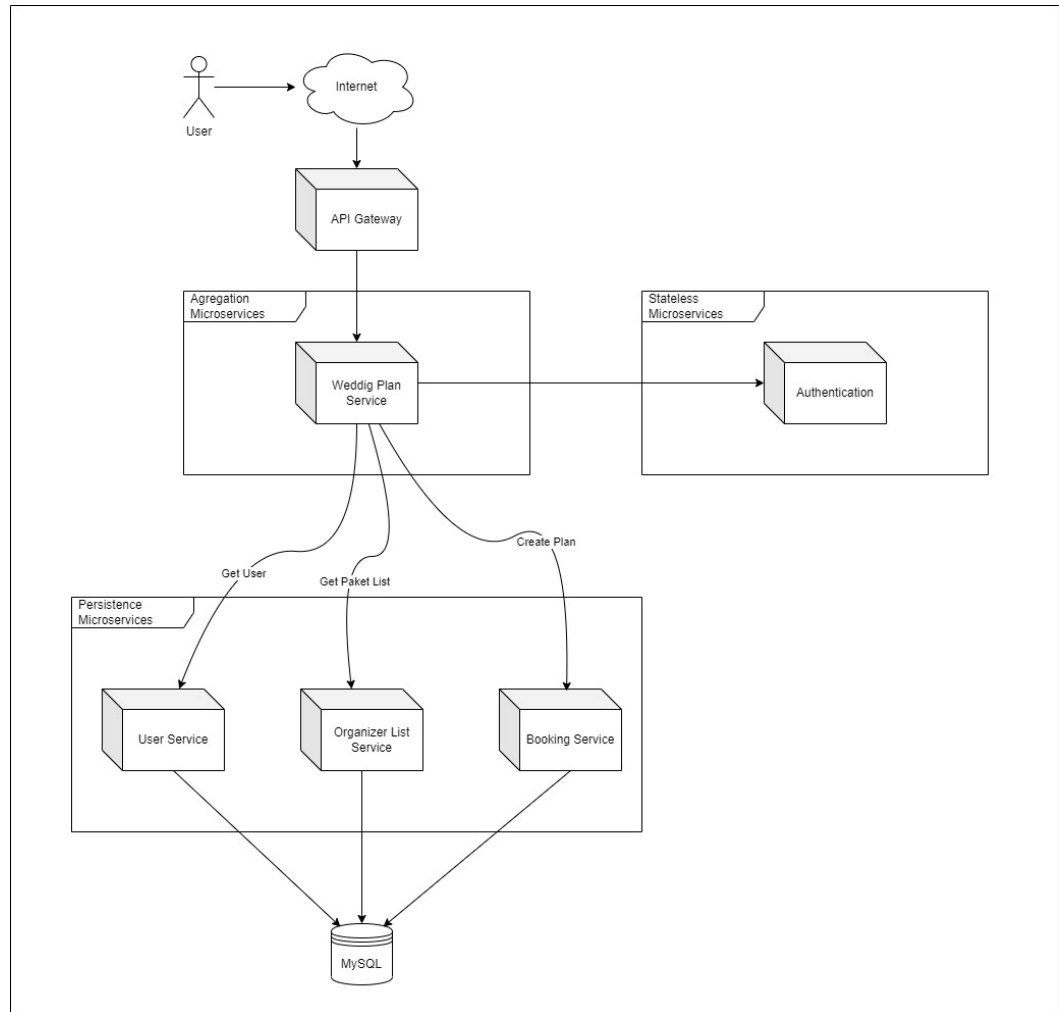 Internet
User
API Gateway
Agregation
Microservices
Stateless
Microservices
Weddig Plan
Service
Authentication
Create Plan
Get User
Get Paket List
Persistence
Microservices
User Service
Organizer List
Service
Booking Service
MySQL